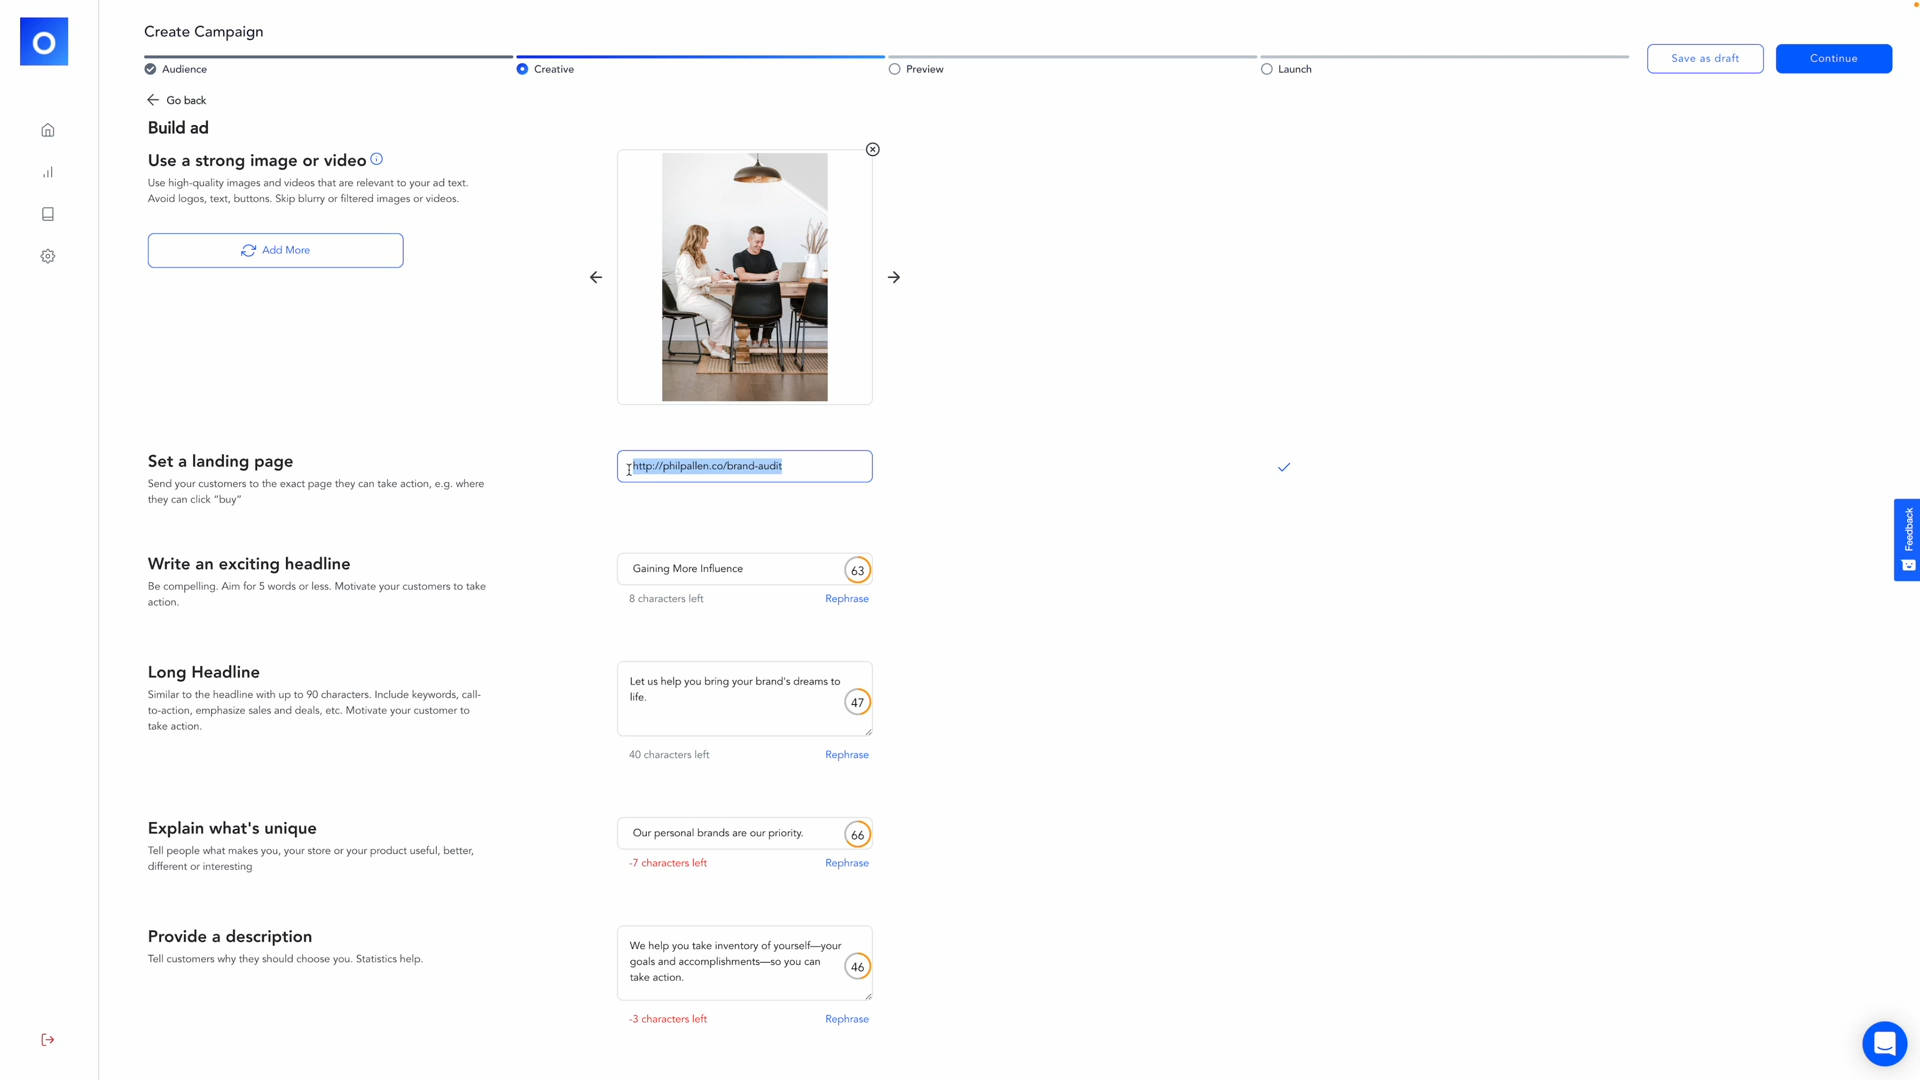 Create Campaign
Audience
Creative
Preview
Launch
Save as draft
Continue
Go back
Build ad
Use a strong image or video
Use high-quality images and videos that are relevant to your ad text.
Avoid logos, text, buttons. Skip blurry or filtered images or videos.
Add More
Set a landing page
Send your customers to the exact page they can take action, e.g. where
they can click “buy”
http://philpallen.co/brand-audit
Feedback
Write an exciting headline
Be compelling. Aim for 5 words or less. Motivate your customers to take
action.
Gaining More Influence
63
8 characters left
Rephrase
Long Headline
Similar to the headline with up to 90 characters. Include keywords, call-
to-action, emphasize sales and deals, etc. Motivate your customer to
take action.
Let us help you bring your brand's dreams to
life.
47
40 characters left
Rephrase
Explain what's unique
Tell people what makes you, your store or your product useful, better,
different or interesting
Our personal brands are our priority.
66
-7 characters left
Rephrase
Provide a description
Tell customers why they should choose you. Statistics help.
We help you take inventory of yourself—your
goals and accomplishments—so you can
take action.
46
-3 characters left
Rephrase